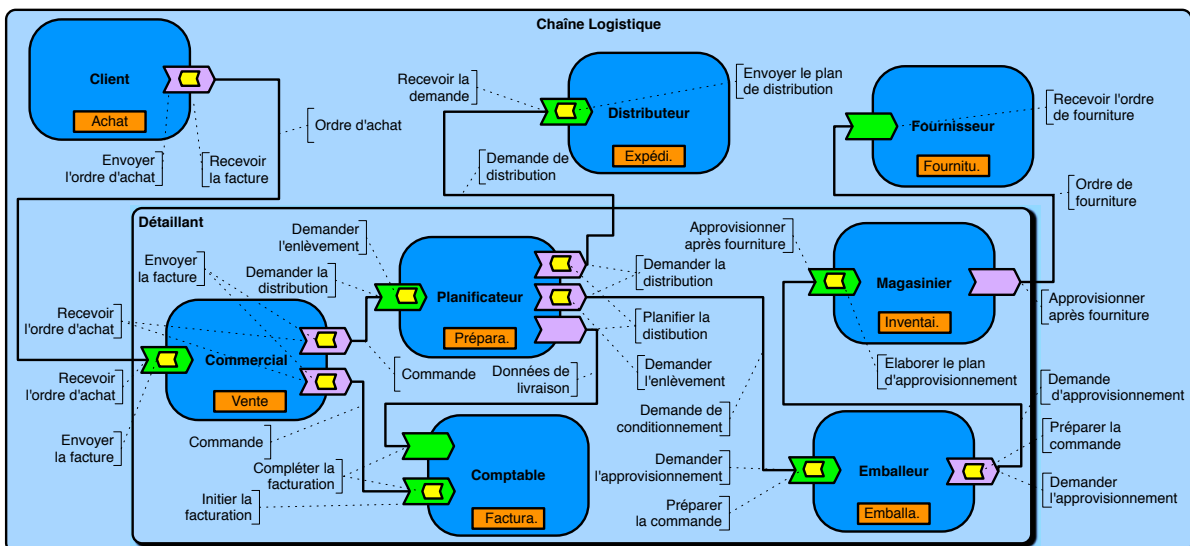 Chaîne Logistique
Client
Achat
Envoyer
l'ordre d'achat
Recevoir
la facture
Ordre d'achat
Recevoir la
demande
Envoyer le plan
de distribution
Distributeur
Expédi.
Demande de
distribution
Recevoir l'ordre
de fourniture
Fournisseur
Fournitu.
Ordre de
fourniture
Détaillant
Demander
l'enlèvement
Envoyer
la facture
Demander la
distribution
Planificateur
Prépara.
Demander la
distribution
Planifier la
distibution
Demander
l'enlèvement
Approvisionner
après fourniture
Magasinier
Inventai.
Approvisionner
après fourniture
Recevoir
l'ordre d'achat
Commercial
Vente
Recevoir
l'ordre d'achat
Envoyer
la facture
Commande
Commande
Données de
livraison
Elaborer le plan
d'approvisionnement
Demande
d'approvisionnement
Demande de
conditionnement
Préparer la
commande
Compléter la
facturation
Initier la
facturation
Comptable
Factura.
Demander
l'approvisionnement
Préparer
la commande
Emballeur
Emballa.
Demander
l'approvisionnement